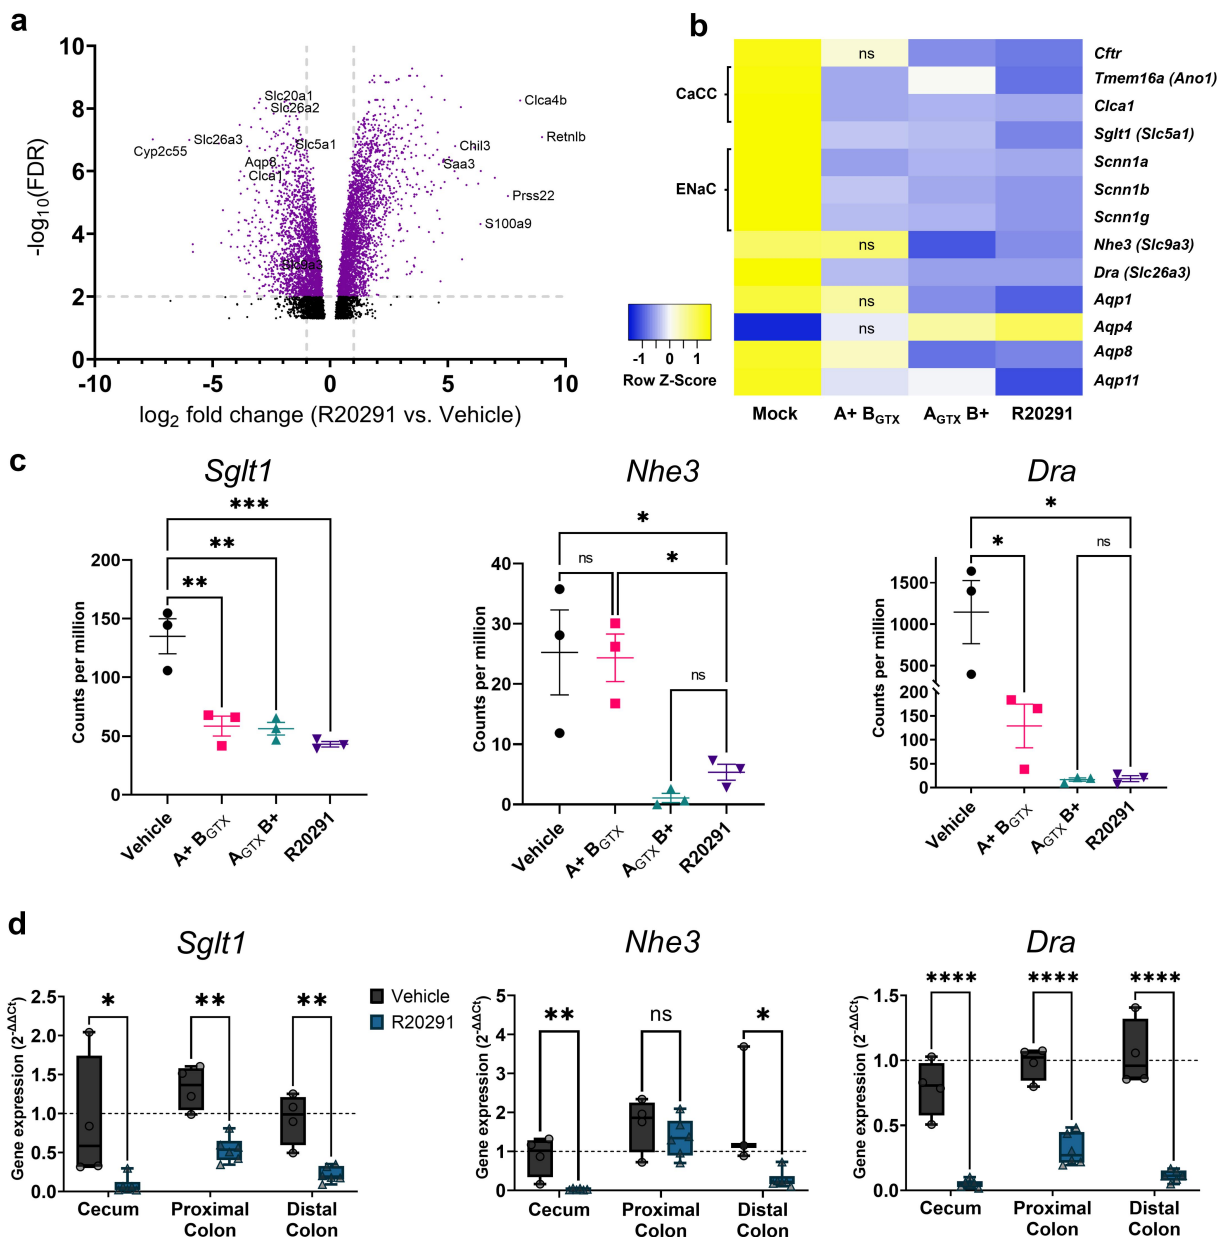 a
10
8
6
4
2
0
-log10(FDR)
Slc20a1
Slc26a2
Slc26a3
Cyp2c55
Slc5a1
Aqp8
Clca1
Slc9a3
Clca4b
Retnlb
Chil3
Saa3
Prss22
S100a9
-10
-5
0
5
10
log2 fold change (R20291 vs. Vehicle)
b
CaCC
ENaC
ns
ns
ns
ns
Cftr
Tmem16a (Ano1)
Clca1
Sglt1 (Slc5a1)
Scnn1a
Scnn1b
Scnn1g
Nhe3 (Slc9a3)
Dra (Slc26a3)
Aqp1
Aqp4
Aqp8
Aqp11
Mock
A+ BGTX
AGTX B+
R20291
-1 0 1
Row Z-Score
c
Sglt1
***
**
**
200
150
100
50
0
Counts per million
Vehicle
A+ BGTX
AGTX B+
R20291
Nhe3
*
ns
*
ns
40
30
20
10
0
Counts per million
Vehicle
A+ BGTX
AGTX B+
R20291
Dra
*
*
ns
1500
1000
500
200
150
100
50
0
Counts per million
Vehicle
A+ BGTX
AGTX B+
R20291
d
Sglt1
*
**
**
2.5
2.0
1.5
1.0
0.5
0.0
Gene expression (2-ΔΔCt)
Cecum
Proximal
Colon
Distal
Colon
Vehicle
R20291
Nhe3
**
ns
*
5
4
3
2
1
0
Gene expression (2-ΔΔCt)
Cecum
Proximal
Colon
Distal
Colon
Dra
****
****
****
1.5
1.0
0.5
0.0
Gene expression (2-ΔΔCt)
Cecum
Proximal
Colon
Distal
Colon